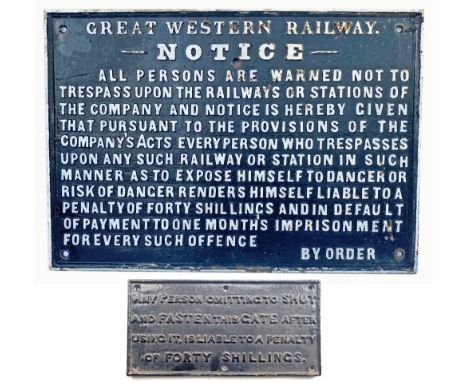 GREAT WESTERN RAILWAY.
— NOTICE —
ALL PERSONS ARE WARNED NOT TO
TRESPASS UPON THE RAILWAYS OR STATIONS OF
THE COMPANY AND NOTICE IS HEREBY GIVEN
THAT PURSUANT TO THE PROVISIONS OF THE
COMPANY'S ACTS EVERY PERSON WHO TRESPASSES
UPON ANY SUCH RAILWAY OR STATION IN SUCH
MANNER AS TO EXPOSE HIMSELF TO DANGER OR
RISK OF DANGER RENDERS HIMSELF LIABLE TO A
PENALTY OF FORTY SHILLINGS AND IN DEFAULT
OF PAYMENT TO ONE MONTHS IMPRISONMENT
FOR EVERY SUCH OFFENCE
BY ORDER
ANY PERSON OMITTING TO SHUT
AND FASTEN THIS GATE AFTER
USING IT, IS LIABLE TO A PENALTY
OF FORTY SHILLINGS.